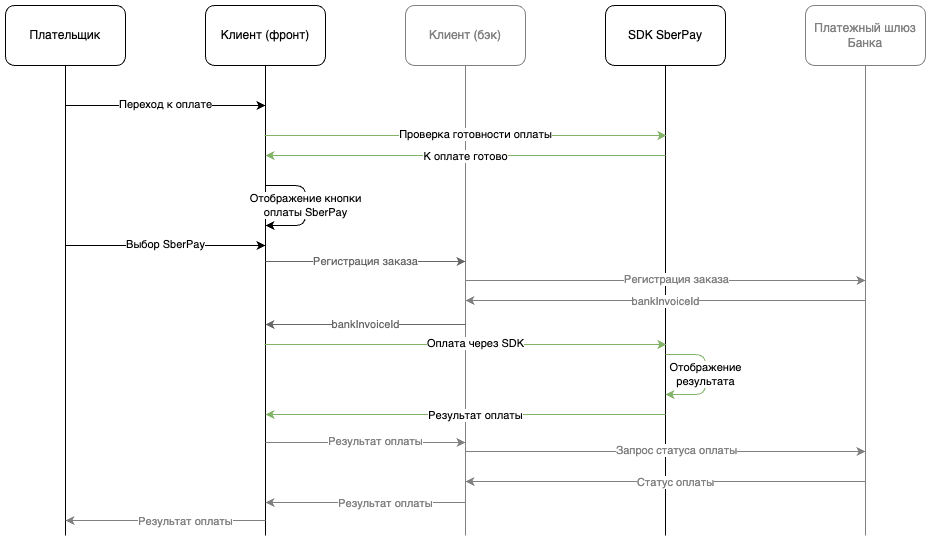 Плательщик
Клиент (фронт)
Клиент (бэк)
SDK SberPay
Платежный шлюз
Банка
Переход к оплате
Проверка готовности оплаты
К оплате готово
Отображение кнопки
оплаты SberPay
Выбор SberPay
Регистрация заказа
Регистрация заказа
bankInvoiceId
bankInvoiceId
Оплата через SDK
Отображение
результата
Результат оплаты
Результат оплаты
Запрос статуса оплаты
Статус оплаты
Результат оплаты
Результат оплаты